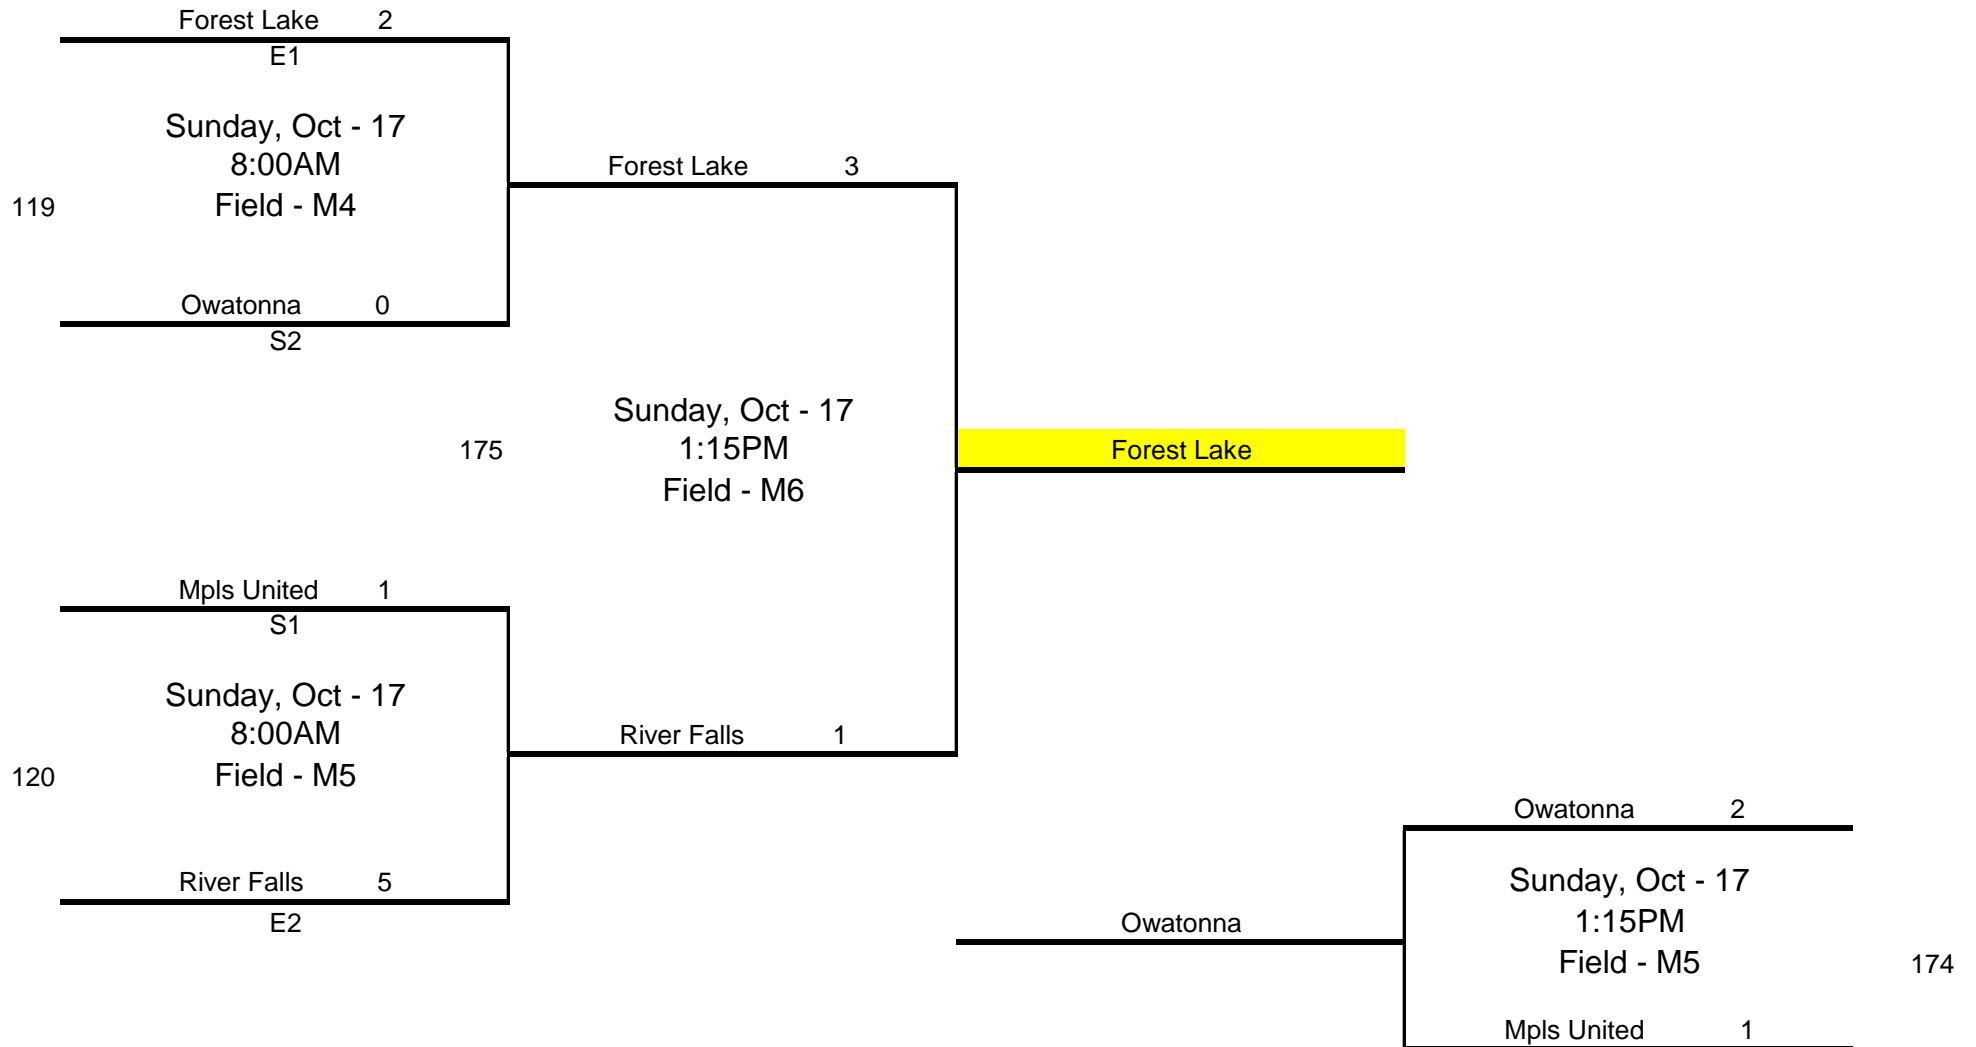 Forest Lake 2
E1
Sunday, Oct - 17
8:00AM
Forest Lake 3
119 Field - M4
Owatonna 0
S2
Sunday, Oct - 17
175 1:15PM
Forest Lake
Field - M6
Mpls United 1
S1
Sunday, Oct - 17
8:00AM
River Falls 1
120 Field - M5
Owatonna 2
River Falls 5
E2
Sunday, Oct - 17
1:15PM
Owatonna
Field - M5 174
Mpls United 1